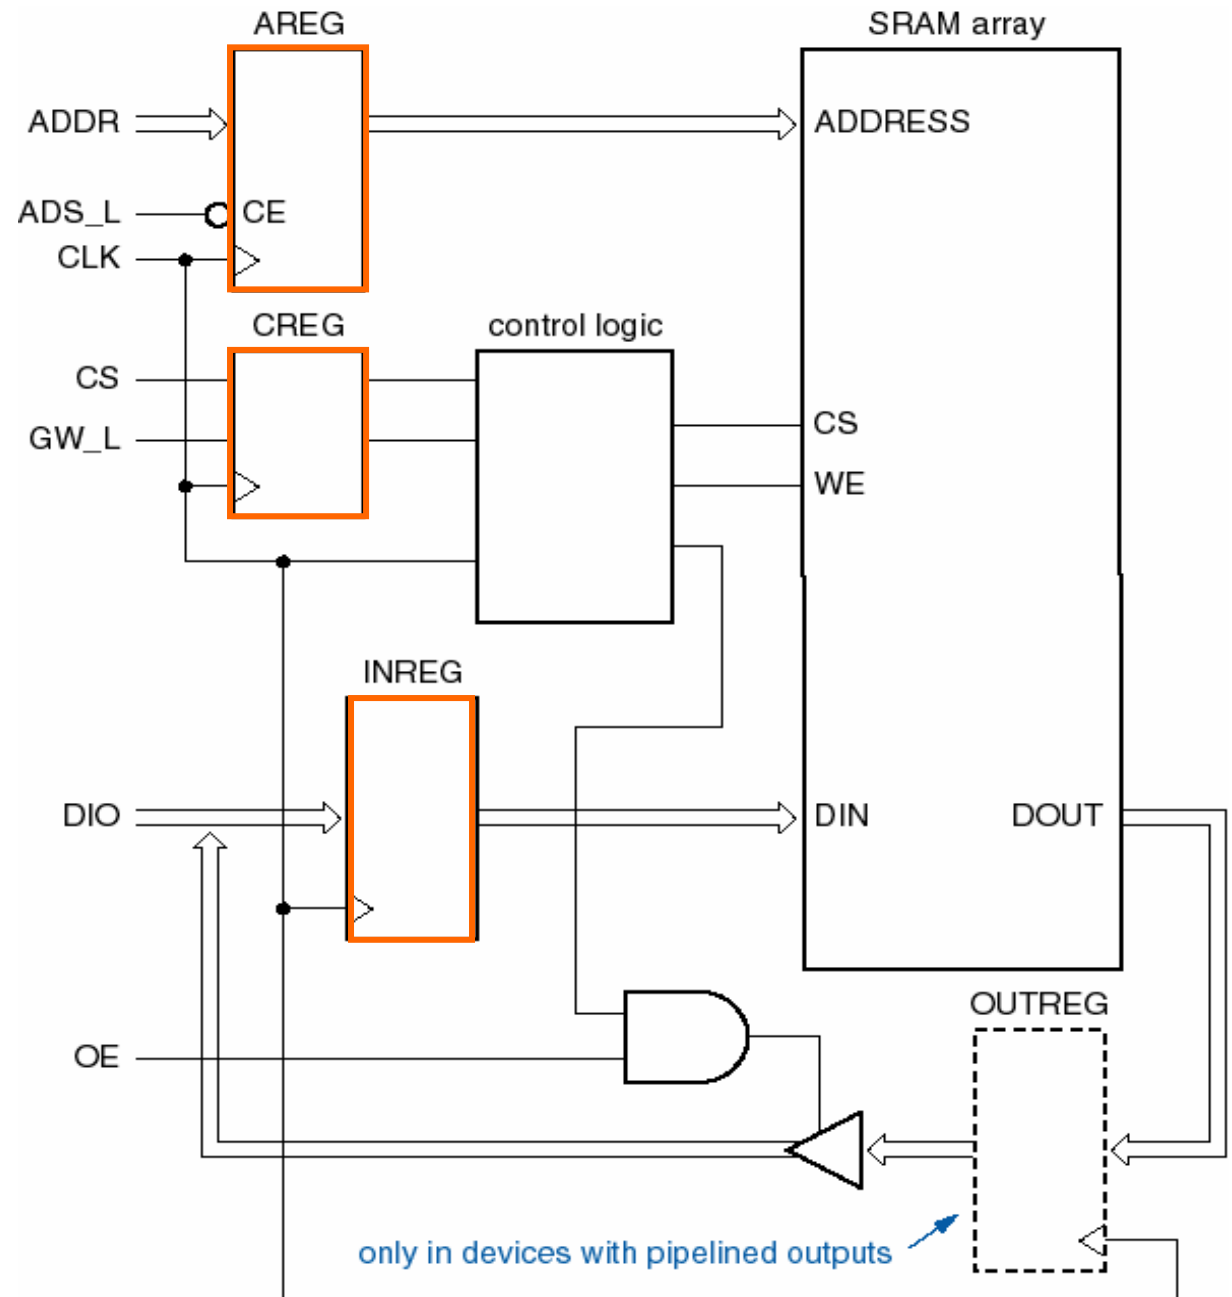 AREG
SRAM array
ADDR
ADDRESS
ADS_L
CE
CLK
CREG
control logic
CS
CS
GW_L
WE
INREG
DIO
DIN
DOUT
OUTREG
OE
only in devices with pipelined outputs